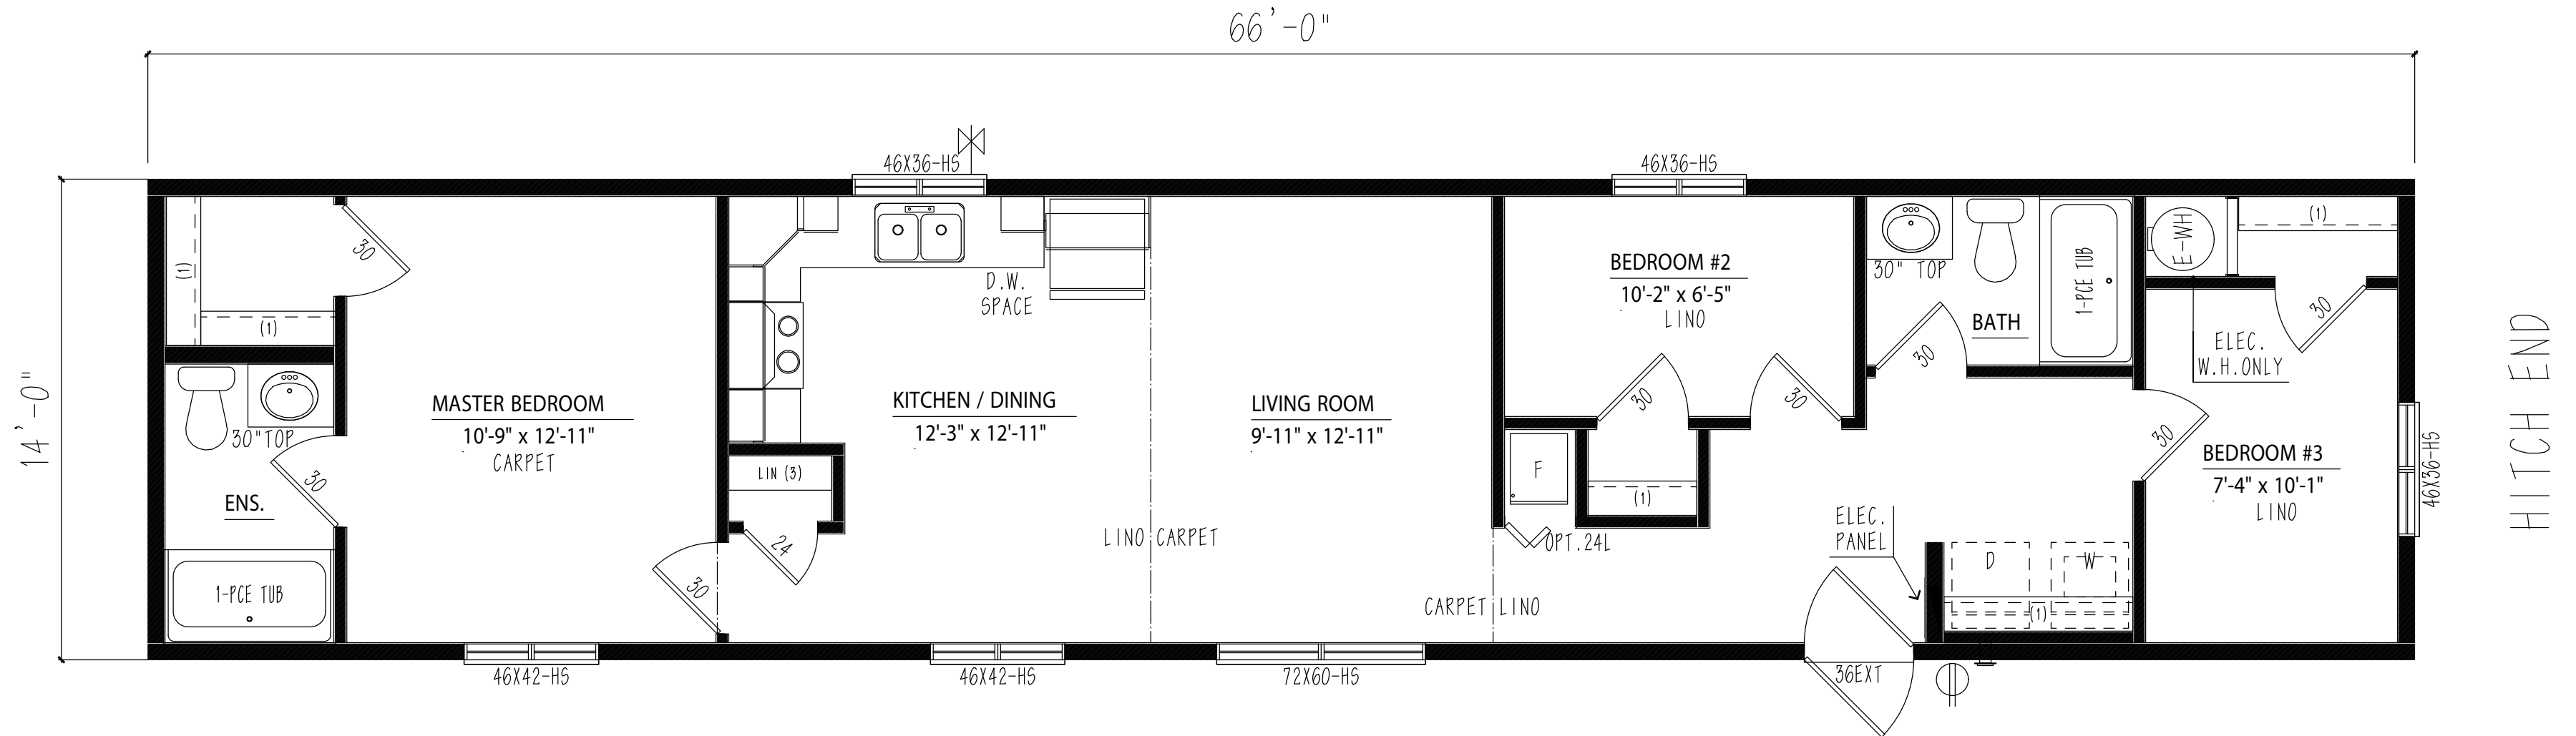 66'-0"
14'-0"
46X36-HS
46X36-HS
(1)
30
(1)
30"TOP
30
ENS.
1-PCE TUB
MASTER BEDROOM
10'-9" x 12'-11"
CARPET
30
46X42-HS
D.W.
SPACE
KITCHEN / DINING
12'-3" x 12'-11"
LIN (3)
24
LINO CARPET
46X42-HS
LIVING ROOM
9'-11" x 12'-11"
CARPET LINO
72X60-HS
BEDROOM #2
10'-2" x 6'-5"
LINO
30
30
F
(1)
OPT.24L
30" TOP
1-PCE TUB
BATH
30
ELEC.
PANEL
D
W
(1)
36EXT
E-WH
(1)
30
ELEC.
W.H.ONLY
30
BEDROOM #3
7'-4" x 10'-1"
LINO
46X36-HS
HITCH END